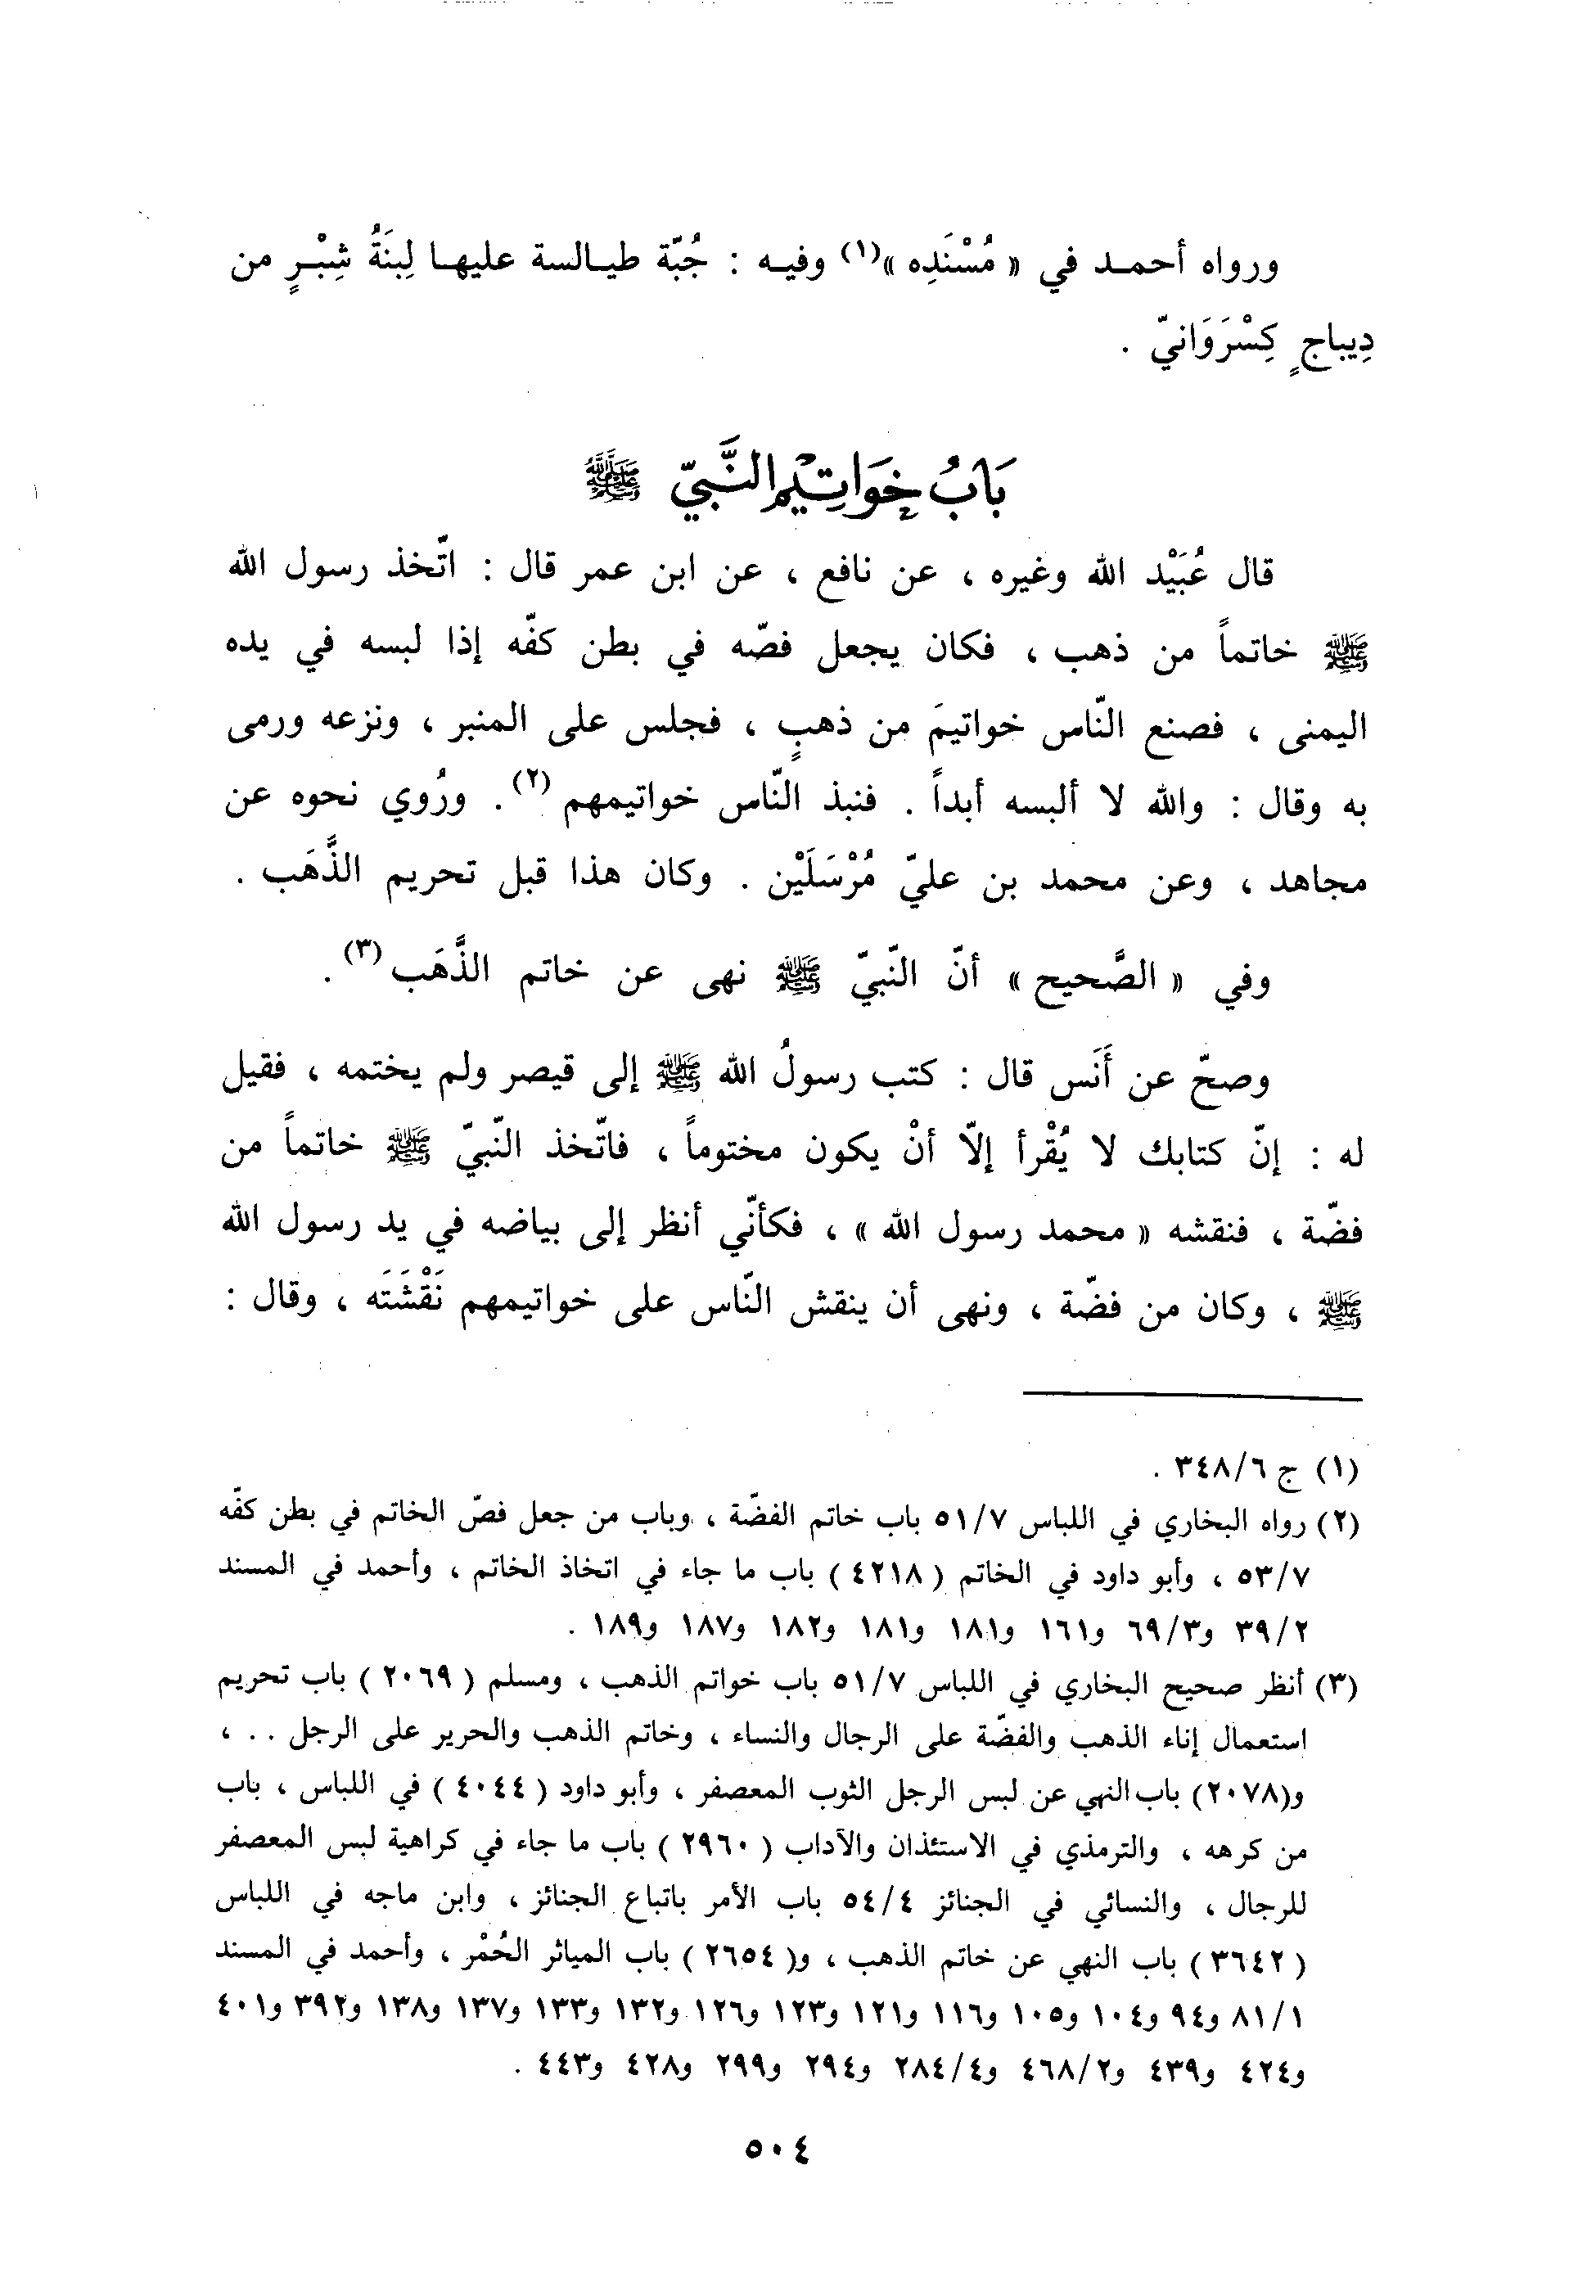 ورواه أحمـد في « مُسْنَدِه »(١) وفيـه : جُبّة طيـالسة عليهـا لِبنَةُ شِبْـرٍ من
دِيباجٍ كِسْرَوَانيّ .
بَابُ خَوَاتِيمِ النَّبِيّ ﷺ
قال عُبَيْد الله وغيره ، عن نافع ، عن ابن عمر قال : اتّخذ رسول الله
ﷺ خاتماً من ذهب ، فكان يجعل فصّه في بطن كفّه إذا لبسه في يده
اليمنى ، فصنع النّاس خواتيمَ من ذهبٍ ، فجلس على المنبر ، ونزعه ورمى
به وقال : والله لا ألبسه أبداً . فنبذ النّاس خواتيمهم (٢) . ورُوي نحوه عن
مجاهد ، وعن محمد بن عليّ مُرْسَلَيْن . وكان هذا قبل تحريم الذَّهَب .
وفي « الصَّحيح » أنّ النّبيّ ﷺ نهى عن خاتم الذَّهَب (٣) .
وصحّ عن أَنَس قال : كتب رسولُ الله ﷺ إلى قيصر ولم يختمه ، فقيل
له : إنّ كتابك لا يُقْرأ إلاّ أنْ يكون مختوماً ، فاتّخذ النّبيّ ﷺ خاتماً من
فضّة ، فنقشه « محمد رسول الله » ، فكأنّي أنظر إلى بياضه في يد رسول الله
ﷺ ، وكان من فضّة ، ونهى أن ينقش النّاس على خواتيمهم نَقْشَتَه ، وقال :
(١) ج ٣٤٨/٦ .
(٢) رواه البخاري في اللباس ٥١/٧ باب خاتم الفضّة ، وباب من جعل فصّ الخاتم في بطن كفّه
٥٣/٧ ، وأبو داود في الخاتم ( ٤٢١٨ ) باب ما جاء في اتخاذ الخاتم ، وأحمد في المسند
٣٩/٢ و٦٩/٣ و١٦١ و١٨١ و١٨١ و١٨٢ و١٨٧ و١٨٩ .
(٣) أنظر صحيح البخاري في اللباس ٥١/٧ باب خواتم الذهب ، ومسلم ( ٢٠٦٩ ) باب تحريم
استعمال إناء الذهب والفضّة على الرجال والنساء ، وخاتم الذهب والحرير على الرجل . . ،
و(٢٠٧٨) باب النهي عن لبس الرجل الثوب المعصفر ، وأبو داود ( ٤٠٤٤ ) في اللباس ، باب
من كرهه ، والترمذي في الاستئذان والآداب ( ٢٩٦٠ ) باب ما جاء في كراهية لبس المعصفر
للرجال ، والنسائي في الجنائز ٥٤/٤ باب الأمر باتباع الجنائز ، وابن ماجه في اللباس
( ٣٦٤٢ ) باب النهي عن خاتم الذهب ، و( ٢٦٥٤ ) باب المياثر الحُمْر ، وأحمد في المسند
٨١/١ و٩٤ و١٠٤ و١٠٥ و١١٦ و١٢١ و١٢٣ و١٢٦ و١٣٢ و١٣٣ و١٣٧ و١٣٨ و٣٩٢ و٤٠١
و٤٢٤ و٤٣٩ و٤٦٨/٢ و٢٨٤/٤ و٢٩٤ و٢٩٩ و٤٢٨ و٤٤٣ .
٥٠٤